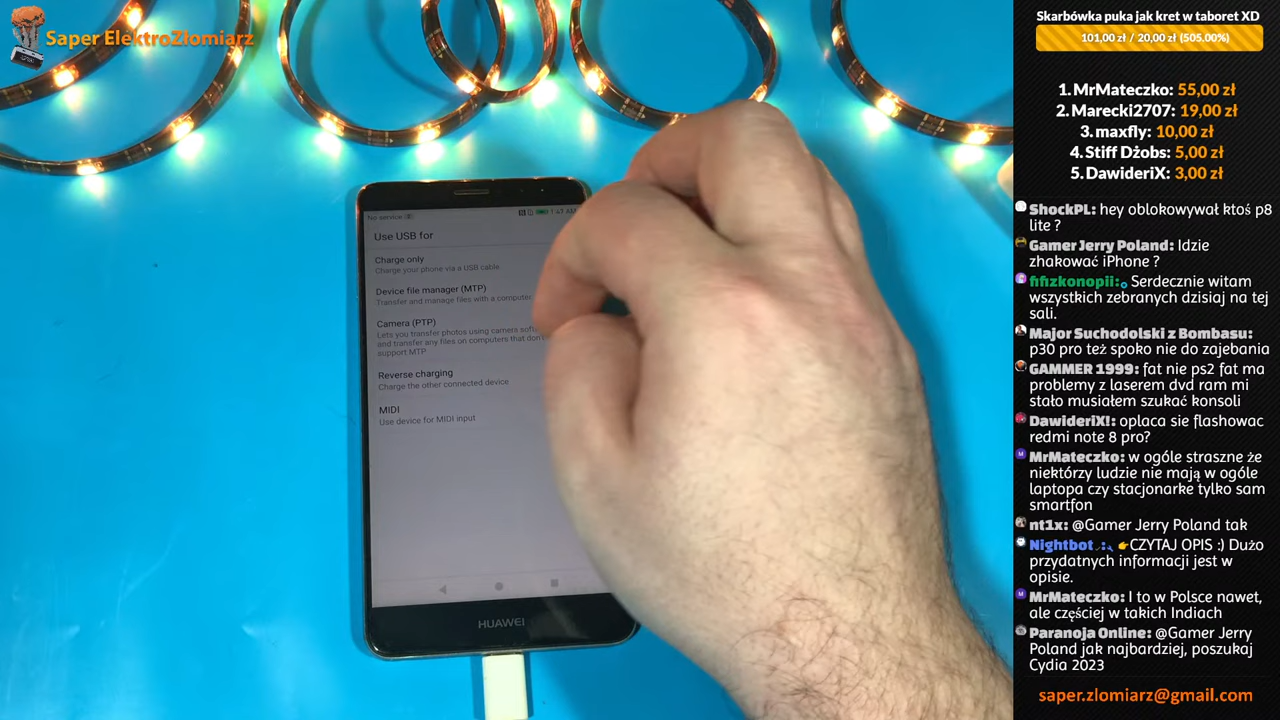 Saper ElektroZłomiarz
No service
1:47 AM
Use USB for
Charge only
Charge your phone via a USB cable
Device file manager (MTP)
Transfer and manage files with a computer
Camera (PTP)
Lets you transfer photos using camera
and transfer any files on computers that don't
support MTP
Reverse charging
Charge the other connected device
MIDI
Use device for MIDI input
HUAWEI
Skarbówka puka jak kret w taboret XD
101,00 zł / 20,00 zł (505.00%)
1. MrMateczko: 55,00 zł
2. Marecki2707: 19,00 zł
3. maxfly: 10,00 zł
4. Stiff Dżobs: 5,00 zł
5. DawideriX: 3,00 zł
ShockPL: hey oblokowywał ktoś p8
lite ?
Gamer Jerry Poland: Idzie
zhakować iPhone ?
fifizkonopii: Serdecznie witam
wszystkich zebranych dzisiaj na tej
sali.
Major Suchodolski z Bombasu:
p30 pro też spoko nie do zajebania
GAMMER 1999: fat nie ps2 fat ma
problemy z laserem dvd ram mi
stało musiałem szukać konsoli
DawideriX!: oplaca sie flashowac
redmi note 8 pro?
MrMateczko: w ogóle straszne że
niektórzy ludzie nie mają w ogóle
laptopa czy stacjonarke tylko sam
smartfon
nt1x: @Gamer Jerry Poland tak
Nightbot : 👉CZYTAJ OPIS :) Dużo
przydatnych informacji jest w
opisie.
MrMateczko: I to w Polsce nawet,
ale częściej w takich Indiach
Paranoja Online: @Gamer Jerry
Poland jak najbardziej, poszukaj
Cydia 2023
saper.zlomiarz@gmail.com